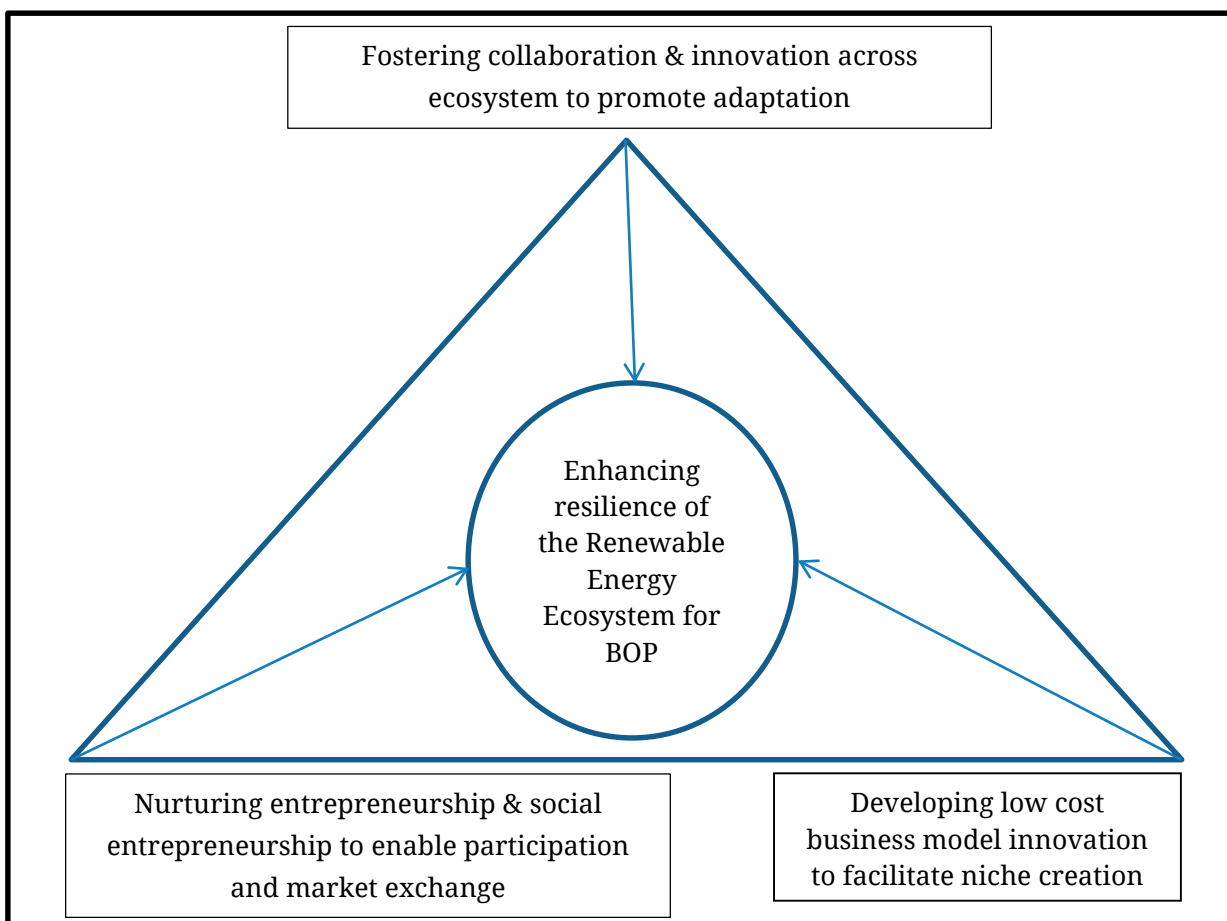 Fostering collaboration & innovation across
ecosystem to promote adaptation
Enhancing
resilience of
the Renewable
Energy
Ecosystem for
BOP
Nurturing entrepreneurship & social
entrepreneurship to enable participation
and market exchange
Developing low cost
business model innovation
to facilitate niche creation